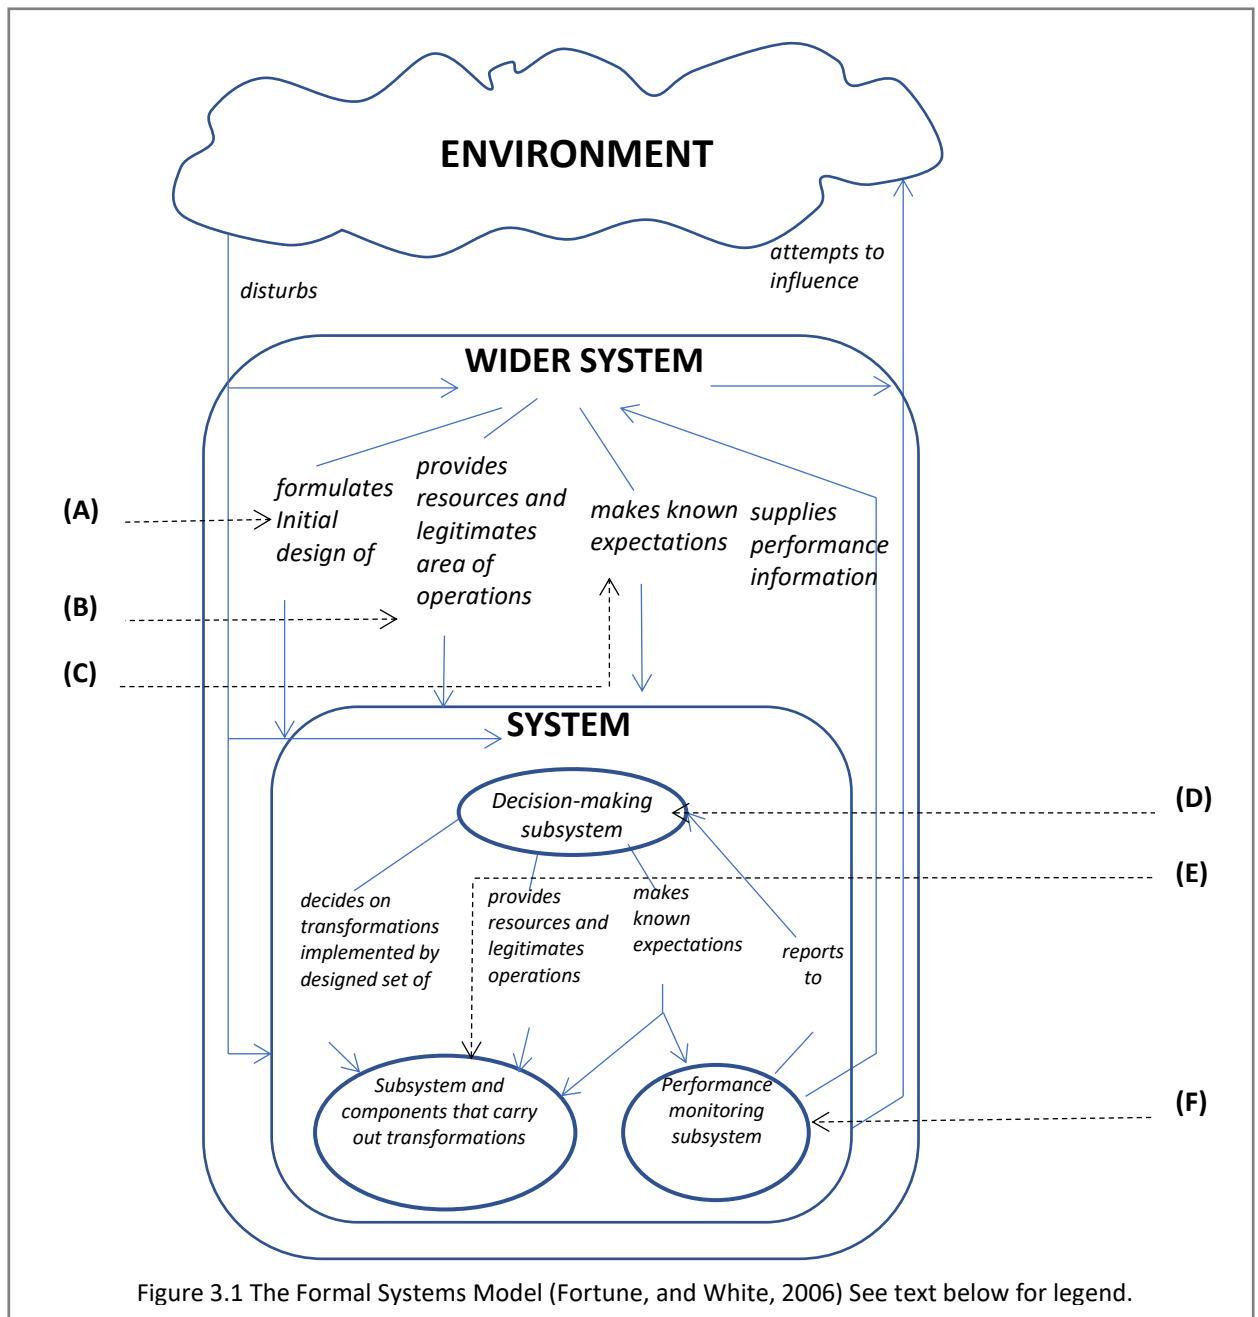 ENVIRONMENT
attempts to
influence
disturbs
WIDER SYSTEM
formulates
Initial
design of
provides
resources and
legitimates
area of
operations
makes known
expectations
supplies
performance
information
(A)
(B)
(C)
SYSTEM
Decision-making
subsystem
(D)
(E)
decides on
transformations
implemented by
designed set of
provides
resources and
legitimates
operations
makes
known
expectations
reports
to
Subsystem and
components that carry
out transformations
Performance
monitoring
subsystem
(F)
Figure 3.1 The Formal Systems Model (Fortune, and White, 2006) See text below for legend.